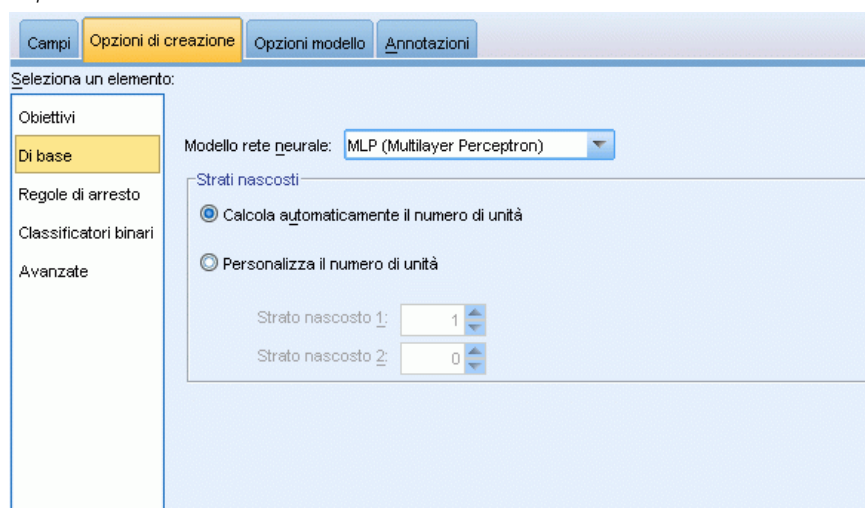 Campi Opzioni di creazione Opzioni modello Annotazioni
Seleziona un elemento:
Obiettivi
Di base
Regole di arresto
Classificatori binari
Avanzate
Modello rete neurale: MLP (Multilayer Perceptron)
Strati nascosti
Calcola automaticamente il numero di unità
Personalizza il numero di unità
Strato nascosto 1: 1
Strato nascosto 2: 0